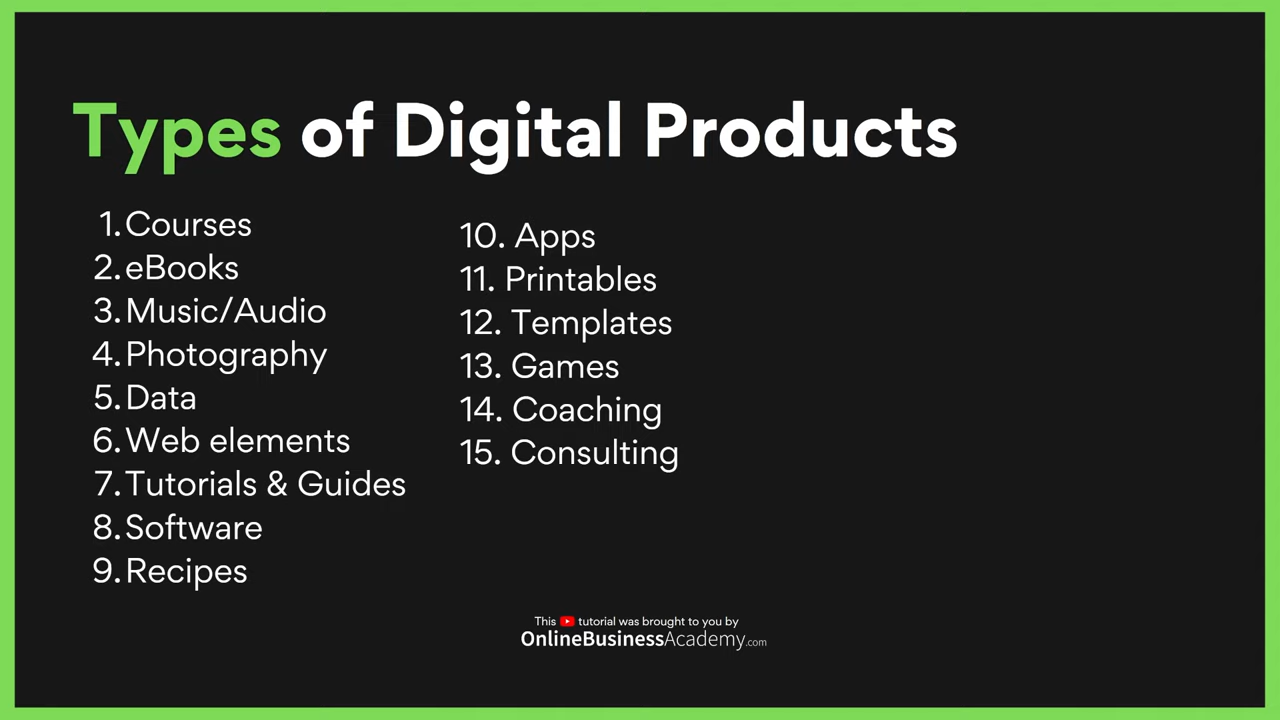 Types of Digital Products
1. Courses
2. eBooks
3. Music/Audio
4. Photography
5. Data
6. Web elements
7. Tutorials & Guides
8. Software
9. Recipes
10. Apps
11. Printables
12. Templates
13. Games
14. Coaching
15. Consulting
This tutorial was brought to you by
OnlineBusinessAcademy.com